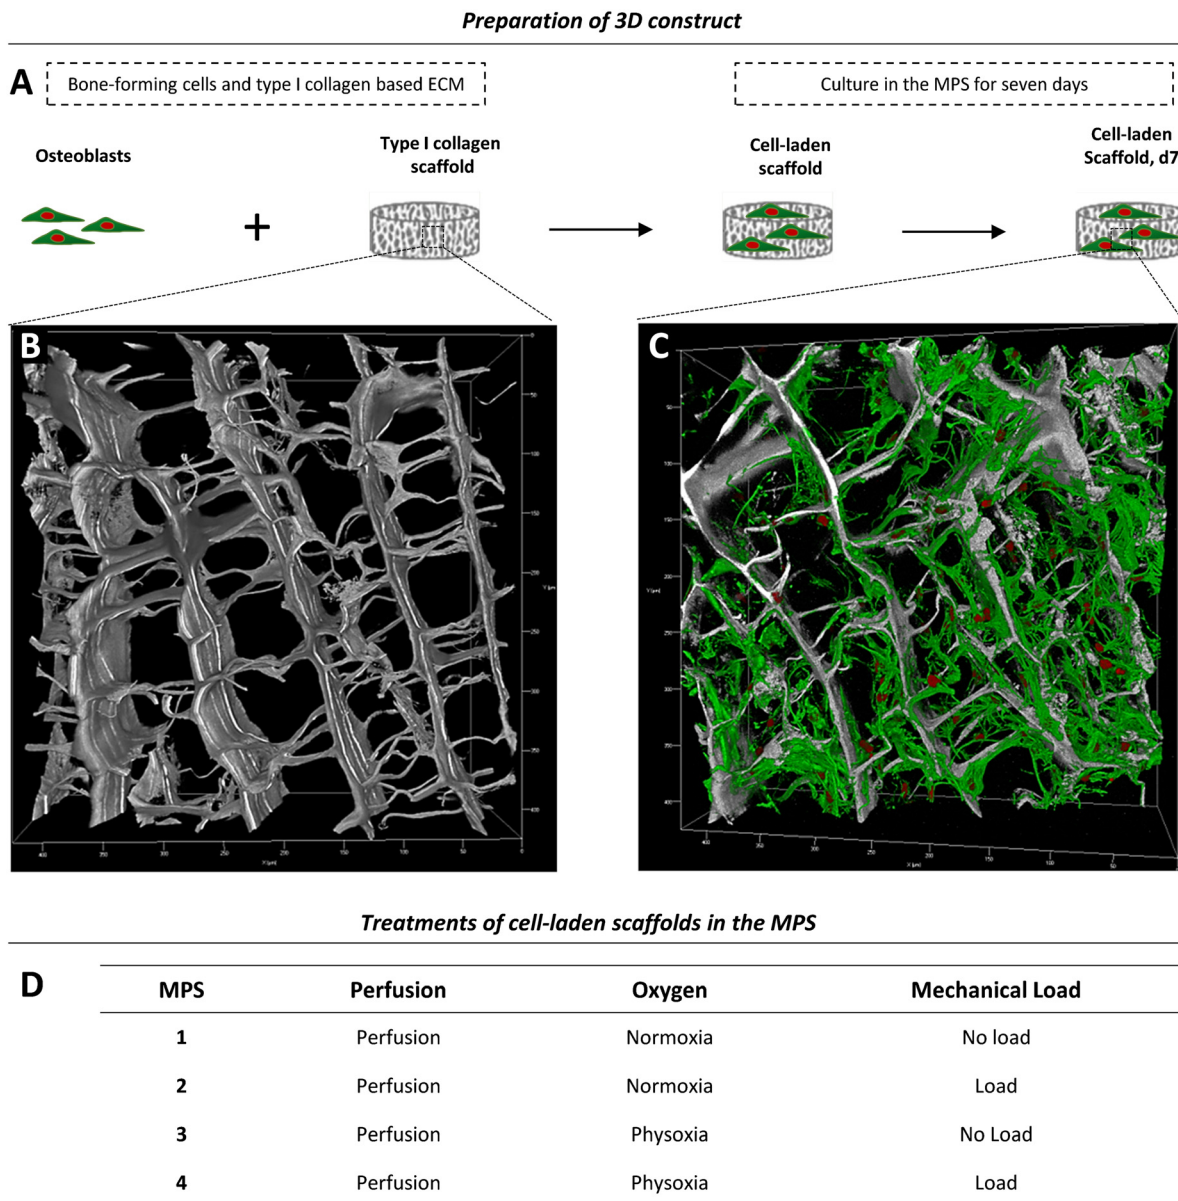 Preparation of 3D construct
A
Bone-forming cells and type I collagen based ECM
Culture in the MPS for seven days
Osteoblasts
Type I collagen
scaffold
Cell-laden
scaffold
Cell-laden
Scaffold, d7
+
B
C
Treatments of cell-laden scaffolds in the MPS
D
MPS Perfusion Oxygen Mechanical Load
1 Perfusion Normoxia No load
2 Perfusion Normoxia Load
3 Perfusion Physoxia No Load
4 Perfusion Physoxia Load